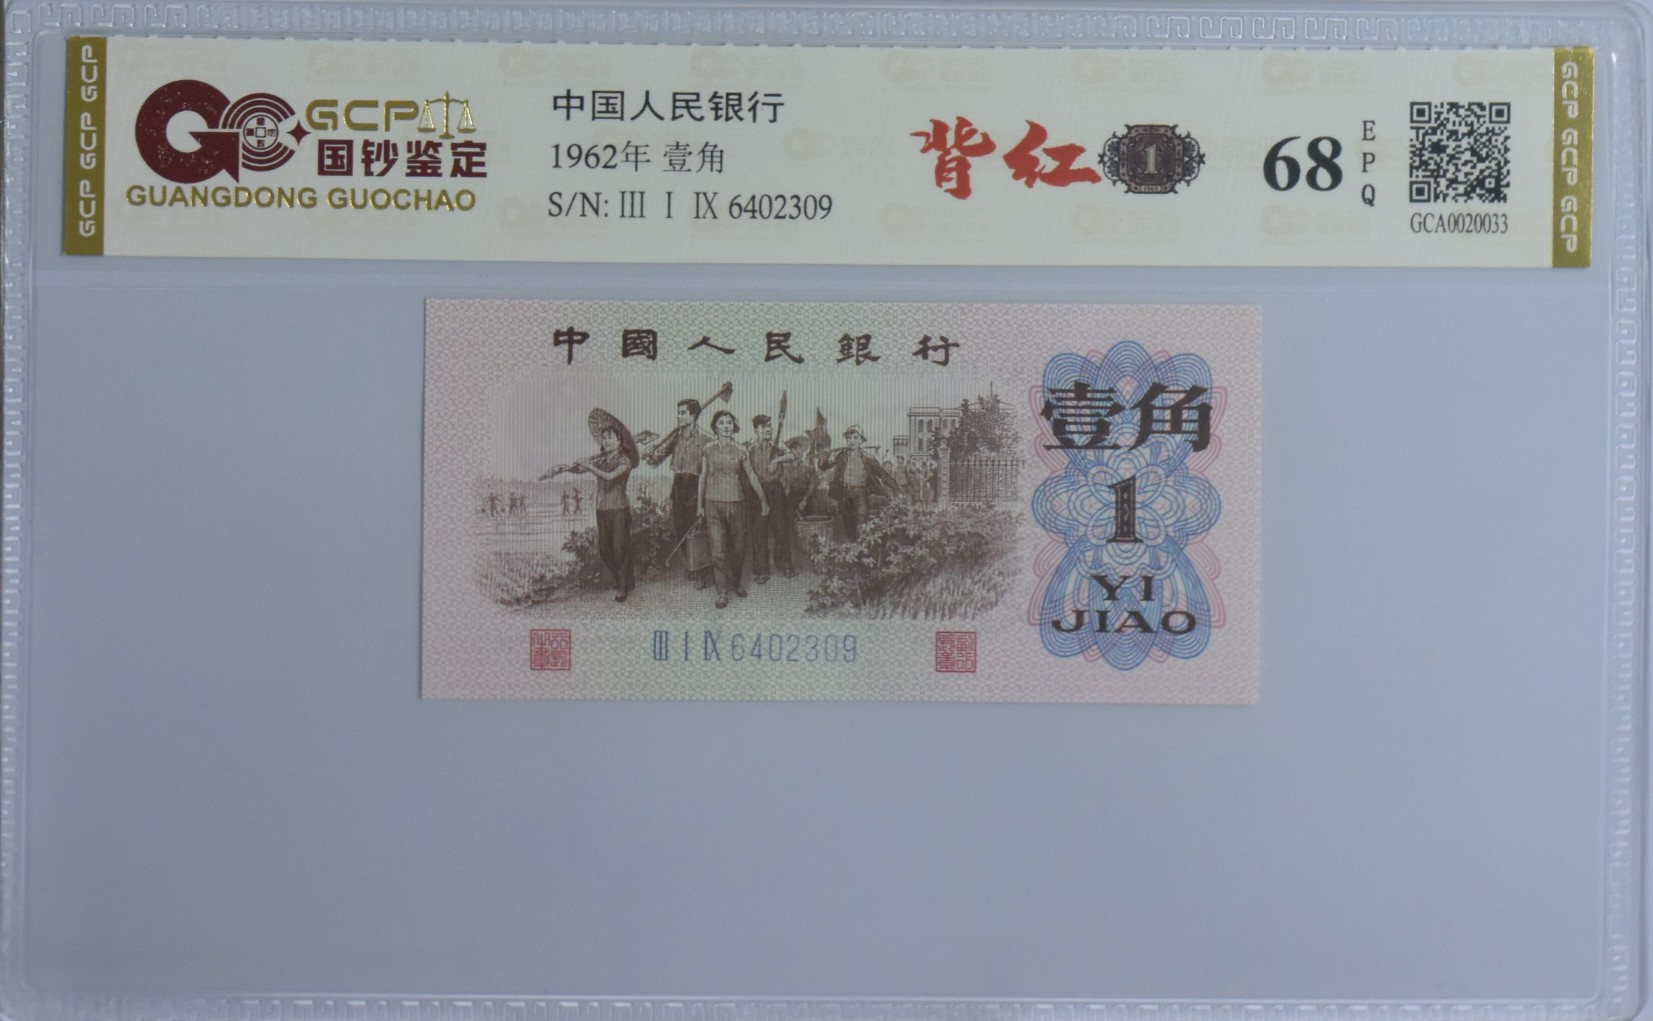 GCP GCP GCP
GCP
国钞鉴定
GUANGDONG GUOCHAO
中国人民银行
1962年 壹角
S/N: III I IX 6402309
背红
1
68
EPQ
GCA0020033
GCP GCP GCP
中國人民銀行
壹角
1
YI
JIAO
III I IX 6402309